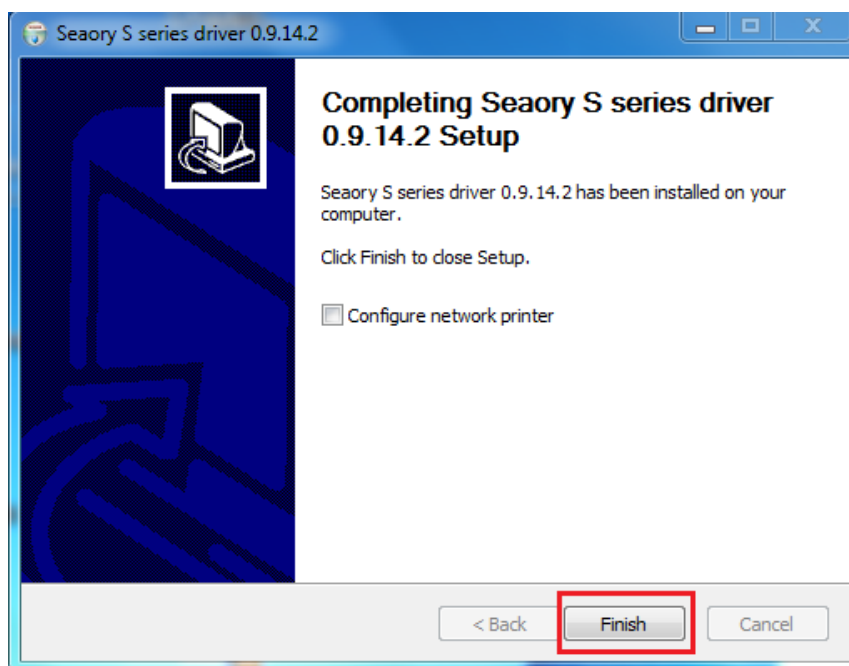 Seaory S series driver 0.9.14.2
Completing Seaory S series driver
0.9.14.2 Setup
Seaory S series driver 0.9.14.2 has been installed on your
computer.
Click Finish to close Setup.
Configure network printer
< Back
Finish
Cancel